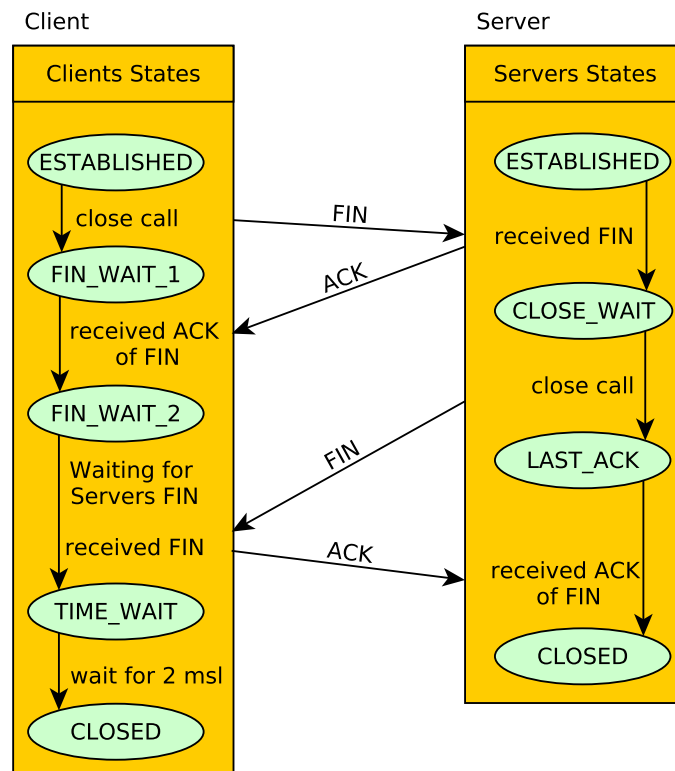 Client
Clients States
ESTABLISHED
close call
FIN_WAIT_1
received ACK
of FIN
FIN_WAIT_2
Waiting for
Servers FIN
received FIN
TIME_WAIT
wait for 2 msl
CLOSED
FIN
ACK
FIN
ACK
Server
Servers States
ESTABLISHED
received FIN
CLOSE_WAIT
close call
LAST_ACK
received ACK
of FIN
CLOSED